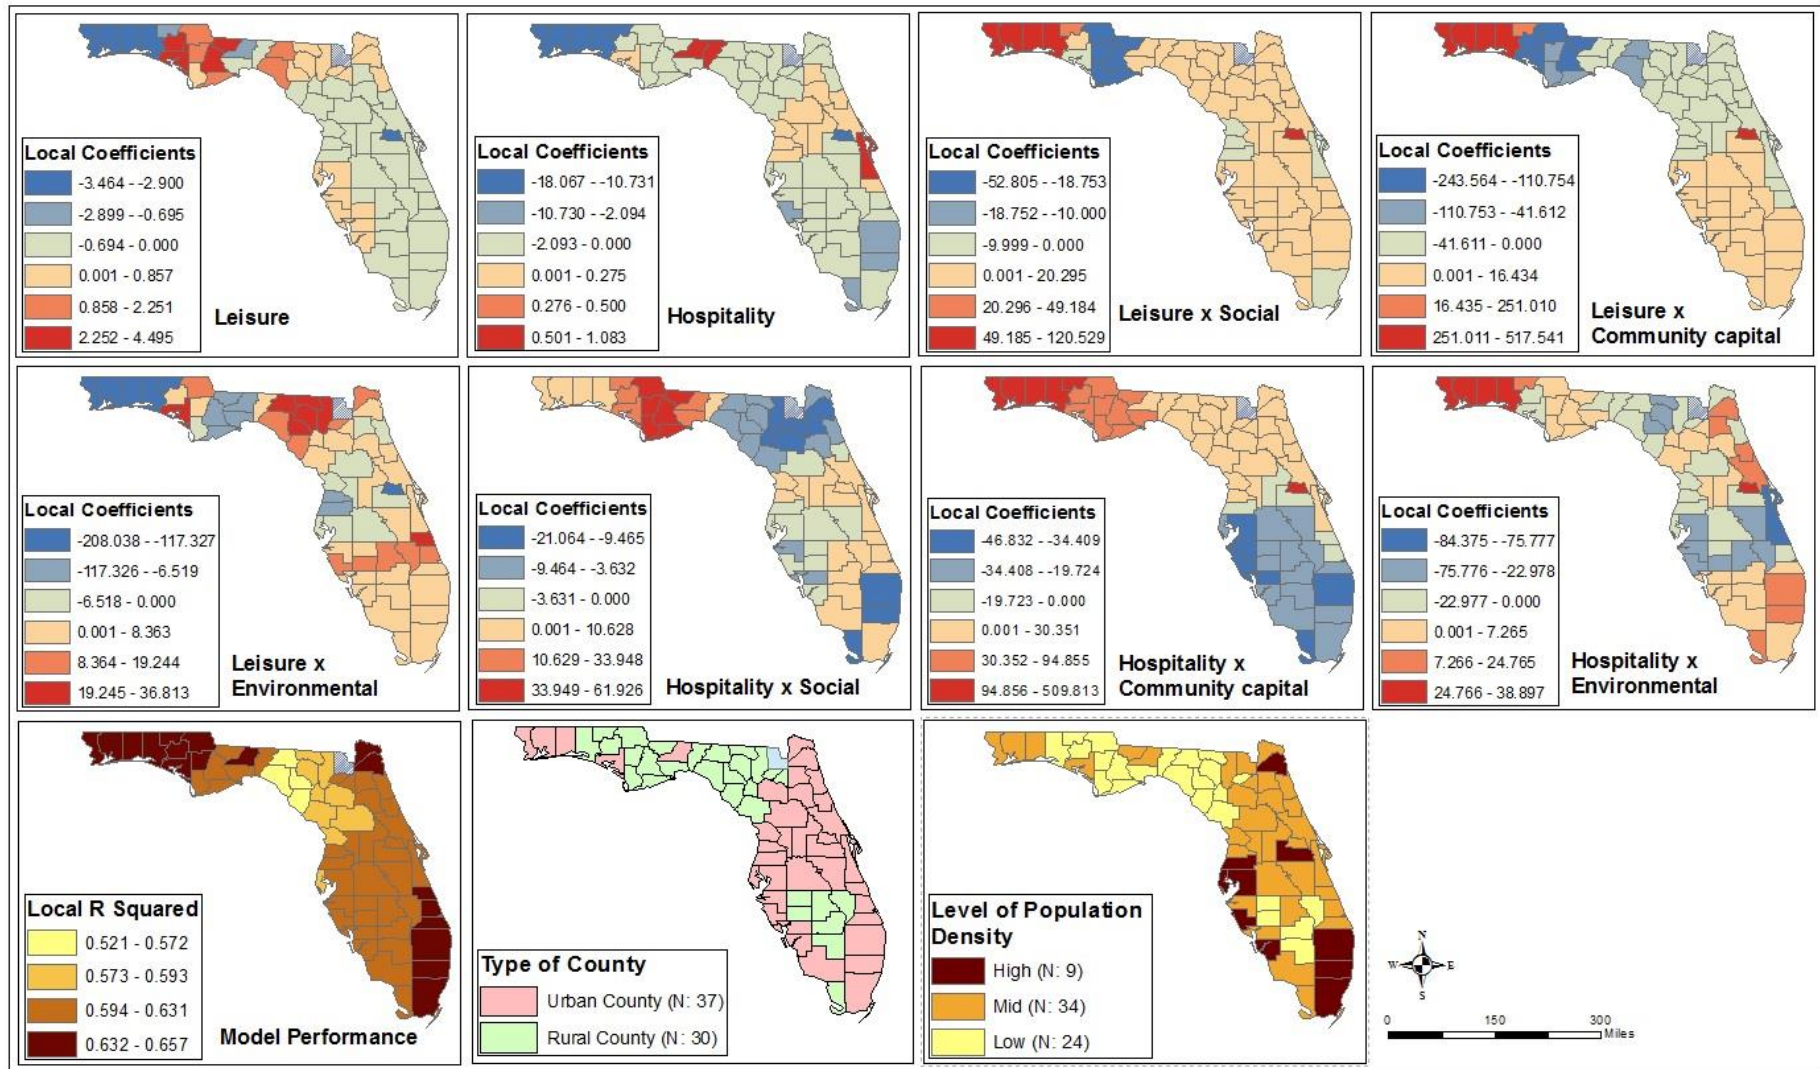 Local Coefficients
-3.464 - -2.900
-2.899 - -0.695
-0.694 - 0.000
0.001 - 0.857
0.858 - 2.251
2.252 - 4.495
Leisure
Local Coefficients
-18.067 - -10.731
-10.730 - -2.094
-2.093 - 0.000
0.001 - 0.275
0.276 - 0.500
0.501 - 1.083
Hospitality
Local Coefficients
-52.805 - -18.753
-18.752 - -10.000
-9.999 - 0.000
0.001 - 20.295
20.296 - 49.184
49.185 - 120.529
Leisure x Social
Local Coefficients
-243.564 - -110.754
-110.753 - -41.612
-41.611 - 0.000
0.001 - 16.434
16.435 - 251.010
251.011 - 517.541
Leisure x
Community capital
Local Coefficients
-208.038 - -117.327
-117.326 - -6.519
-6.518 - 0.000
0.001 - 8.363
8.364 - 19.244
19.245 - 36.813
Leisure x
Environmental
Local Coefficients
-21.064 - -9.465
-9.464 - -3.632
-3.631 - 0.000
0.001 - 10.628
10.629 - 33.948
33.949 - 61.926
Hospitality x Social
Local Coefficients
-46.832 - -34.409
-34.408 - -19.724
-19.723 - 0.000
0.001 - 30.351
30.352 - 94.855
94.856 - 509.813
Hospitality x
Community capital
Local Coefficients
-84.375 - -75.777
-75.776 - -22.978
-22.977 - 0.000
0.001 - 7.265
7.266 - 24.765
24.766 - 38.897
Hospitality x
Environmental
Local R Squared
0.521 - 0.572
0.573 - 0.593
0.594 - 0.631
0.632 - 0.657
Model Performance
Type of County
Urban County (N: 37)
Rural County (N: 30)
Level of Population
Density
High (N: 9)
Mid (N: 34)
Low (N: 24)
N
W E
S
0 150 300
Miles